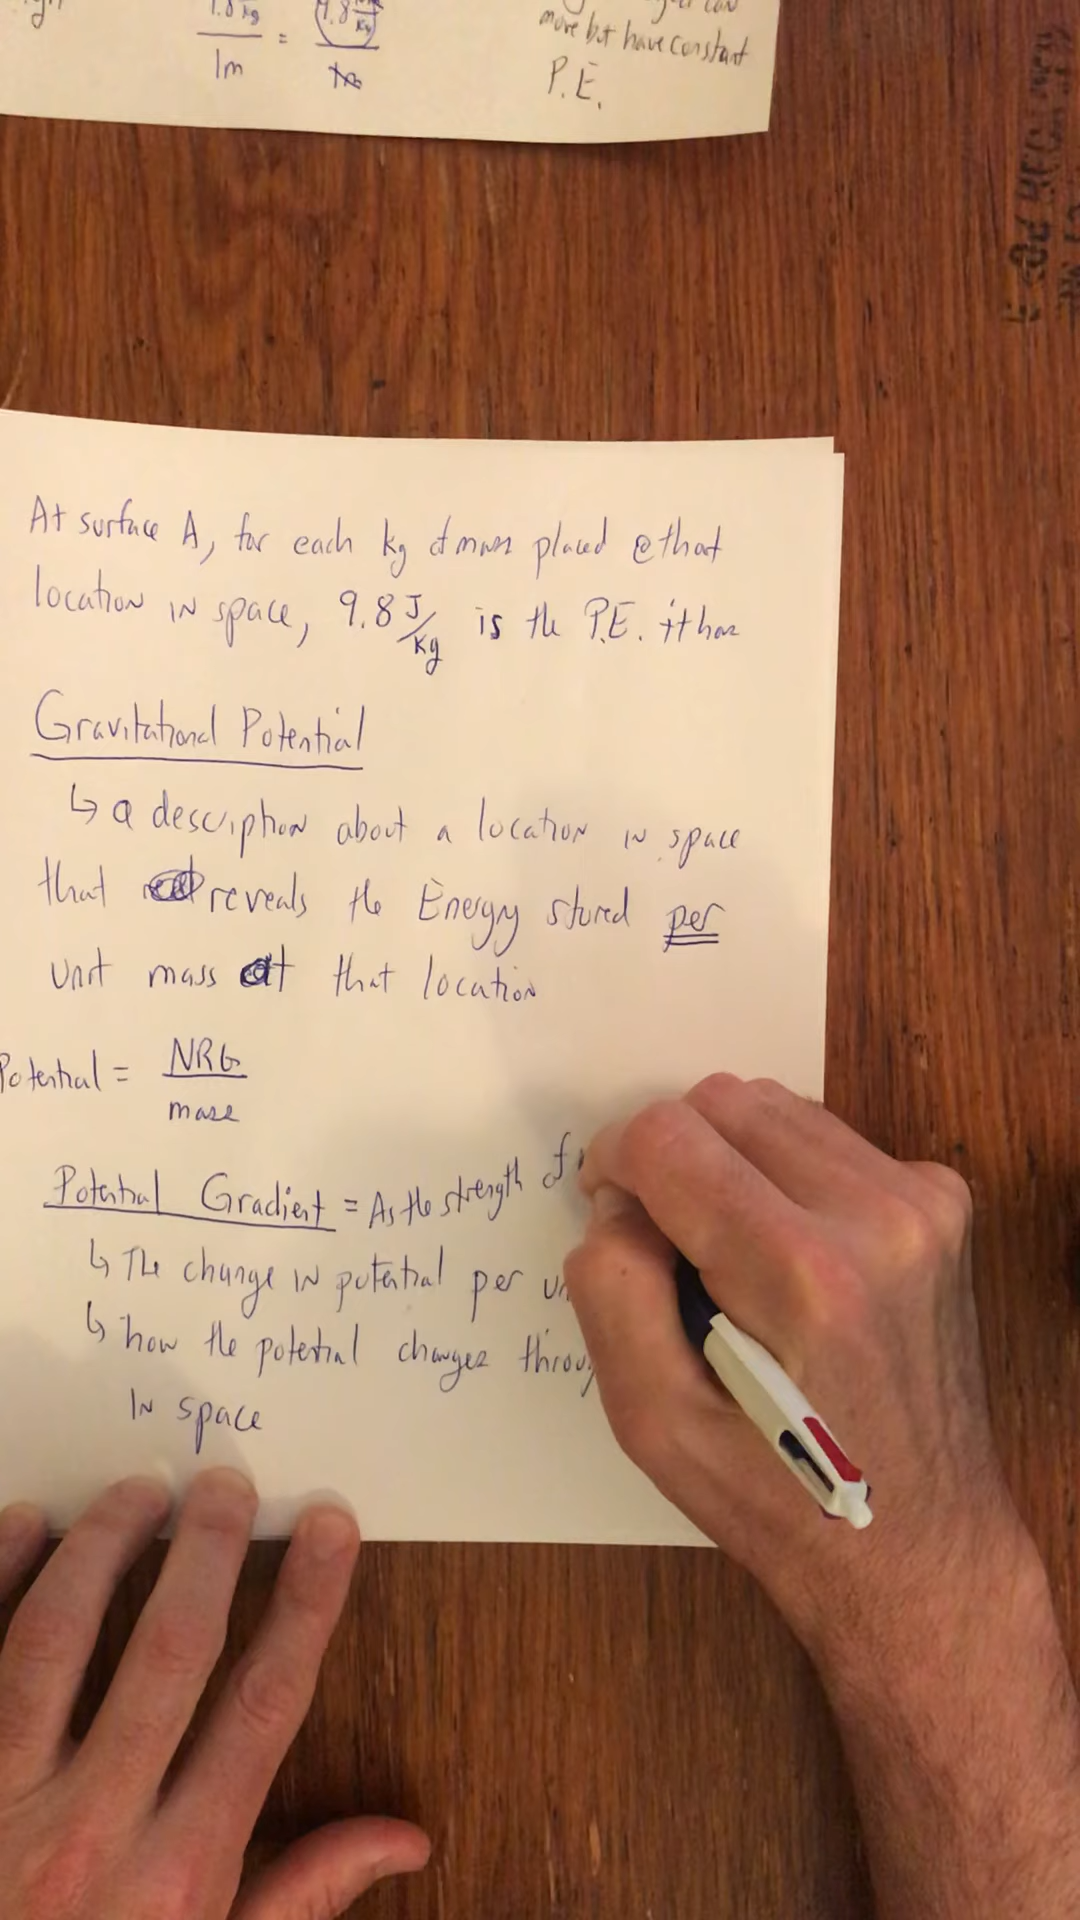 1m
=
move but have constant
P.E.
At surface A, for each kg of mass placed @ that
location in space, 9.8 J/kg is the P.E. it has
Gravitational Potential
↳ a description about a location in space
that reveals the Energy stored per
unit mass at that location
Potential = NRG/mass
Potential Gradient = As the strength of
↳ The change in potential per
↳ how the potential changes
in space